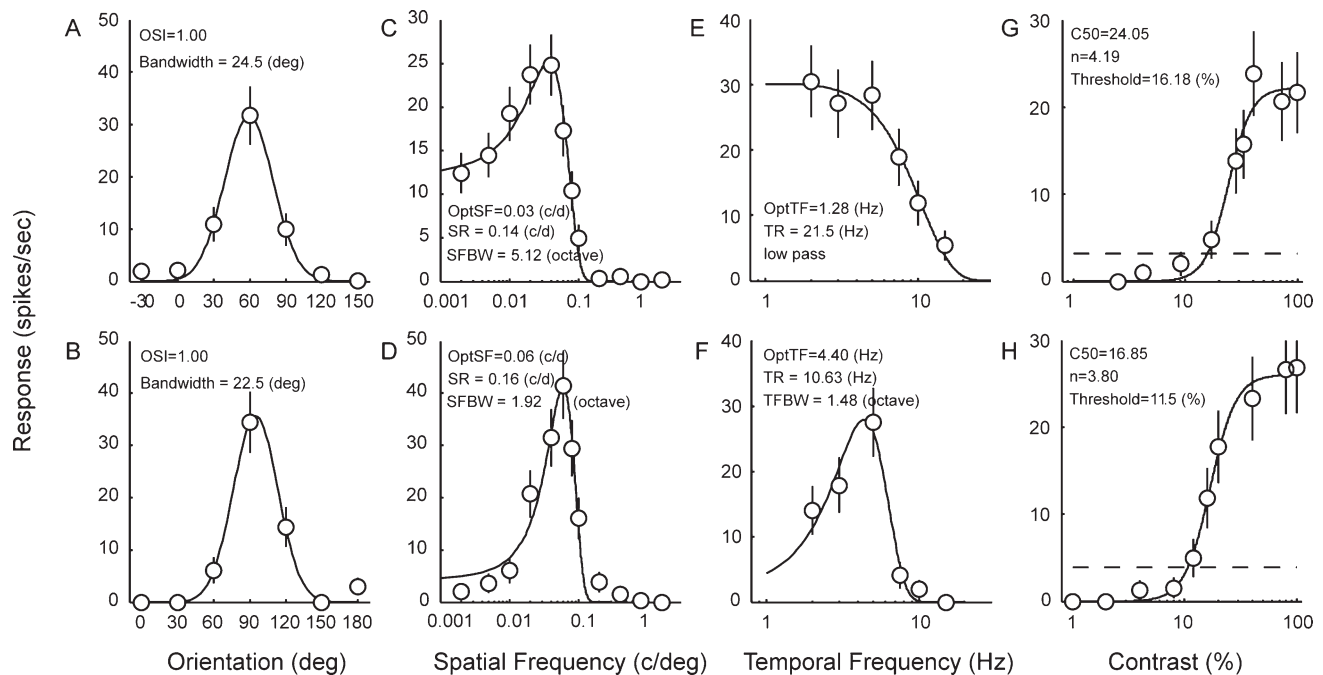 A
OSI=1.00
Bandwidth = 24.5 (deg)
50
40
30
20
10
0
-30 0 30 60 90 120 150
C
30
25
20
15
10
5
0
OptSF=0.03 (c/d)
SR = 0.14 (c/d)
SFBW = 5.12 (octave)
0.001 0.01 0.1 1
E
40
30
20
10
0
OptTF=1.28 (Hz)
TR = 21.5 (Hz)
low pass
1 10
G
30
20
10
0
C50=24.05
n=4.19
Threshold=16.18 (%)
1 10 100
Response (spikes/sec)
B
OSI=1.00
Bandwidth = 22.5 (deg)
50
40
30
20
10
0
0 30 60 90 120 150 180
Orientation (deg)
D
50
40
30
20
10
0
OptSF=0.06 (c/d)
SR = 0.16 (c/d)
SFBW = 1.92 (octave)
0.001 0.01 0.1 1
Spatial Frequency (c/deg)
F
40
30
20
10
0
OptTF=4.40 (Hz)
TR = 10.63 (Hz)
TFBW = 1.48 (octave)
1 10
Temporal Frequency (Hz)
H
30
20
10
0
C50=16.85
n=3.80
Threshold=11.5 (%)
1 10 100
Contrast (%)